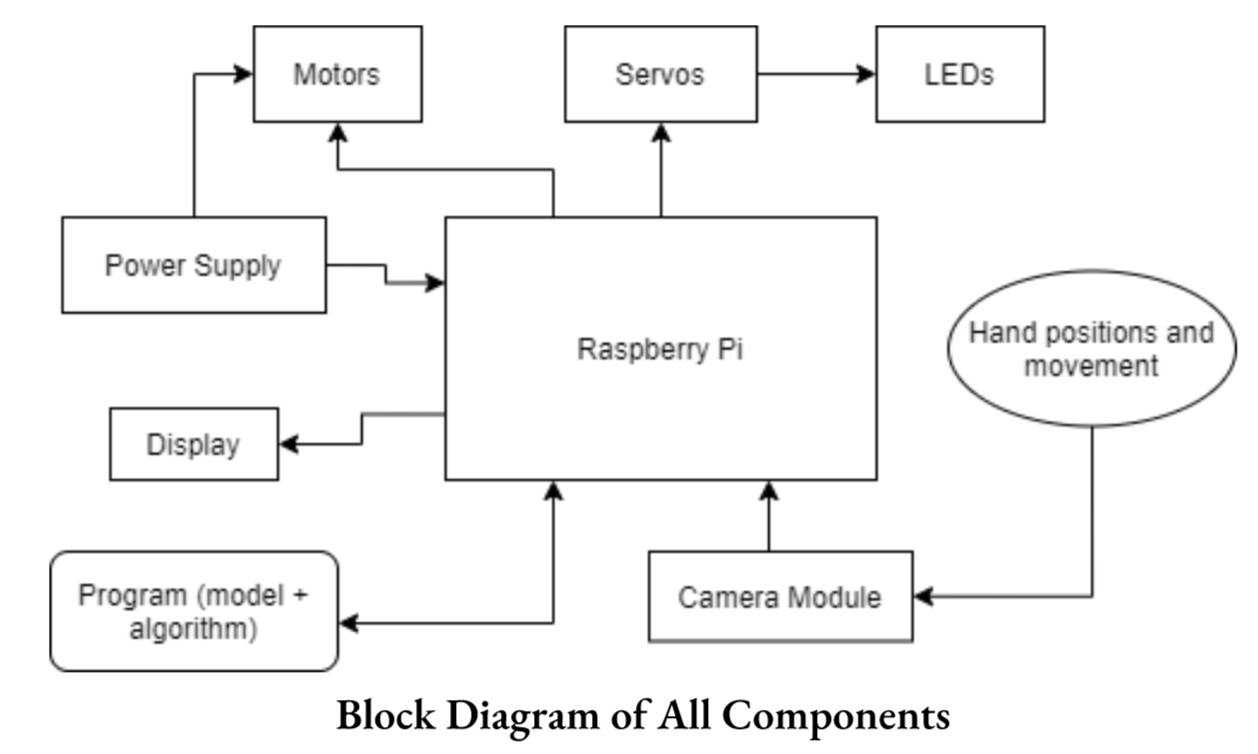 Motors
Servos
LEDs
Power Supply
Raspberry Pi
Hand positions and
movement
Display
Program (model +
algorithm)
Camera Module
Block Diagram of All Components